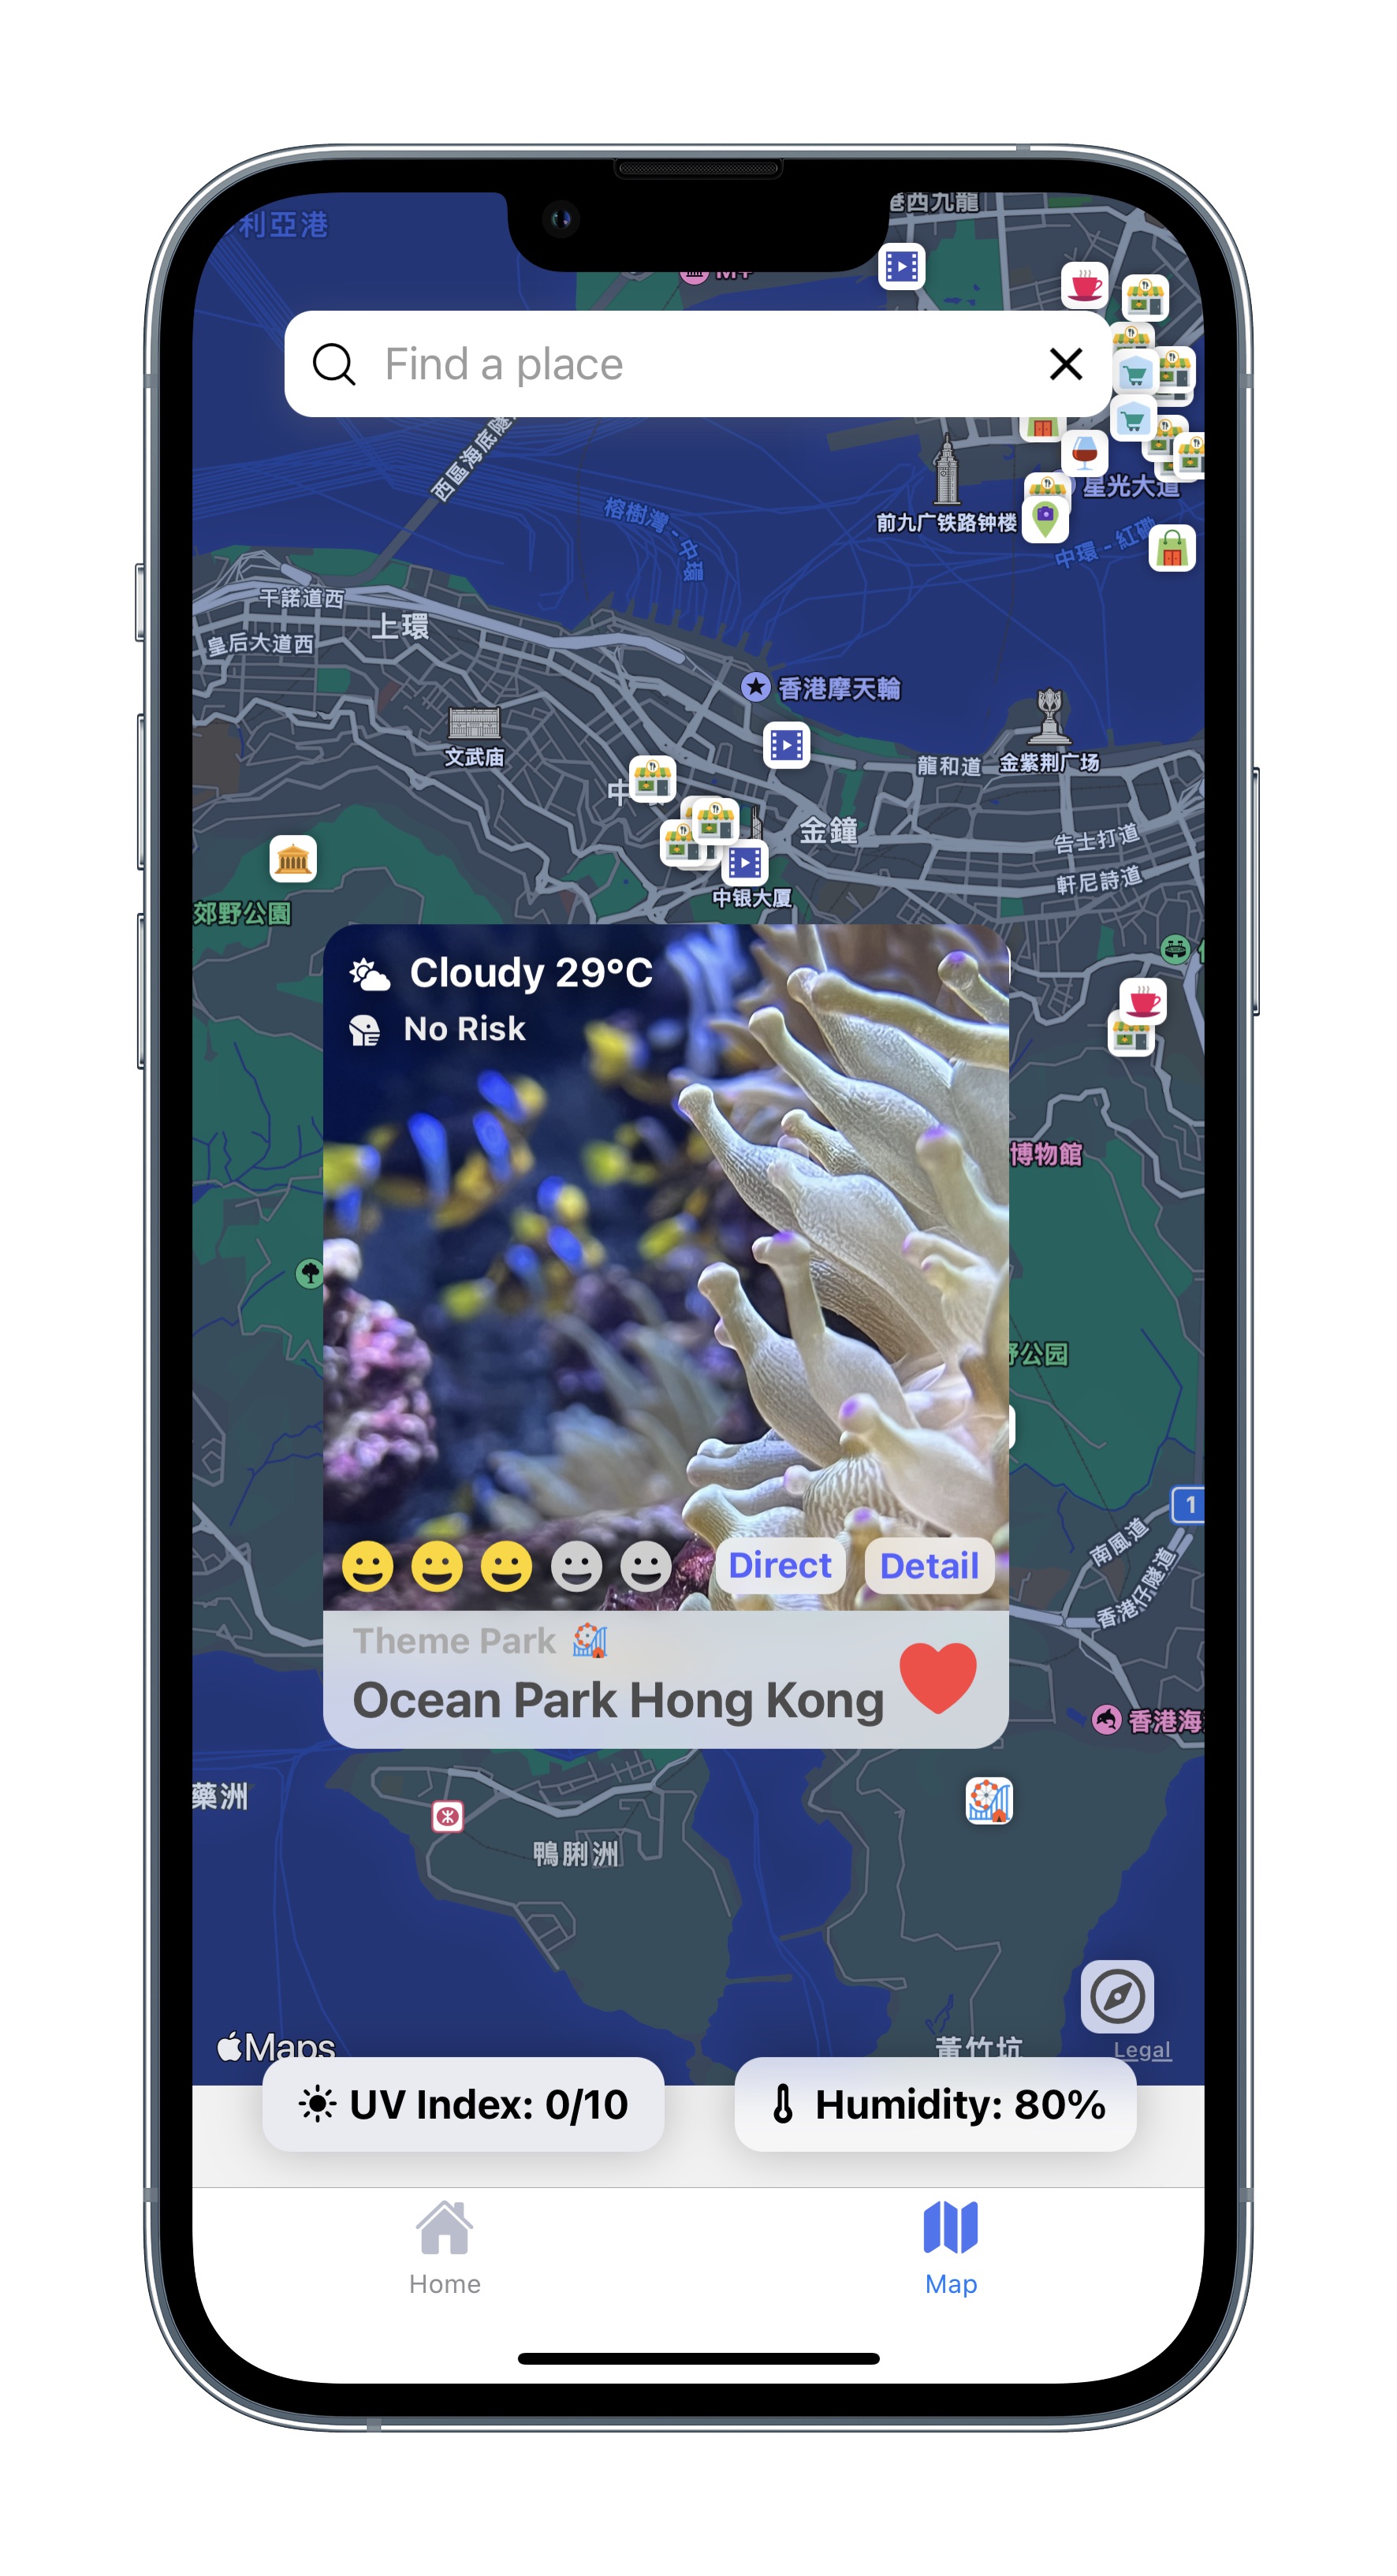 利亞港
港西九龍
M+
Find a place
西區海底隧
榕樹灣 - 中環
前九广铁路钟楼
星光大道
中環 - 紅磡
干諾道西
皇后大道西
上環
香港摩天輪
文武庙
龍和道
金紫荆广场
中
金鐘
告士打道
軒尼詩道
中银大厦
郊野公園
Cloudy 29°C
No Risk
博物館
野公园
1
南風道
香港仔隧道
Direct
Detail
Theme Park
Ocean Park Hong Kong
香港海
藥洲
鴨脷洲
黃竹坑
Maps
Legal
UV Index: 0/10
Humidity: 80%
Home
Map